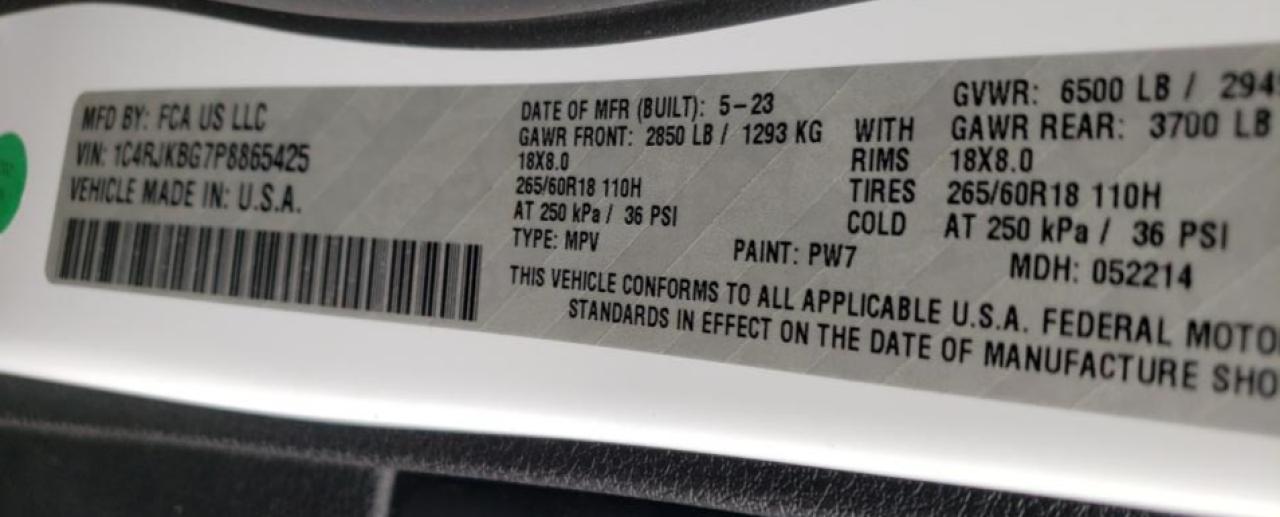 MFD BY: FCA US LLC
VIN: 1C4RJKBG7P8865425
VEHICLE MADE IN: U.S.A.
DATE OF MFR (BUILT): 5-23
GVWR: 6500 LB / 294
GAWR FRONT: 2850 LB / 1293 KG WITH GAWR REAR: 3700 LB
18X8.0 RIMS 18X8.0
265/60R18 110H TIRES 265/60R18 110H
AT 250 kPa / 36 PSI COLD AT 250 kPa / 36 PSI
TYPE: MPV PAINT: PW7 MDH: 052214
THIS VEHICLE CONFORMS TO ALL APPLICABLE U.S.A. FEDERAL MOTO
STANDARDS IN EFFECT ON THE DATE OF MANUFACTURE SHO